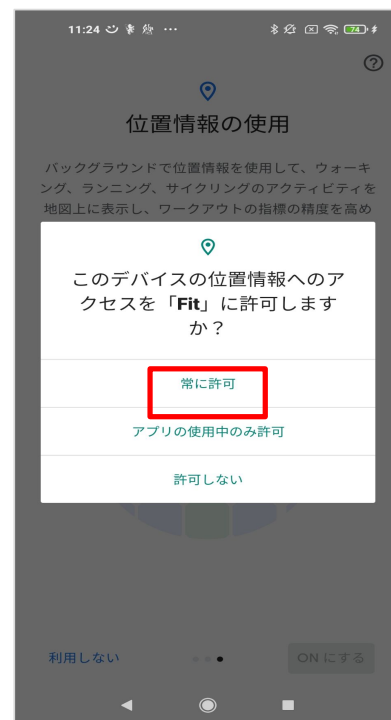 11:24
74
位置情報の使用
バックグラウンドで位置情報を使用して、ウォーキ
ング、ランニング、サイクリングのアクティビティを
地図上に表示し、ワークアウトの指標の精度を高め
このデバイスの位置情報へのア
クセスを「Fit」に許可します
か？
常に許可
アプリの使用中のみ許可
許可しない
利用しない
ON にする